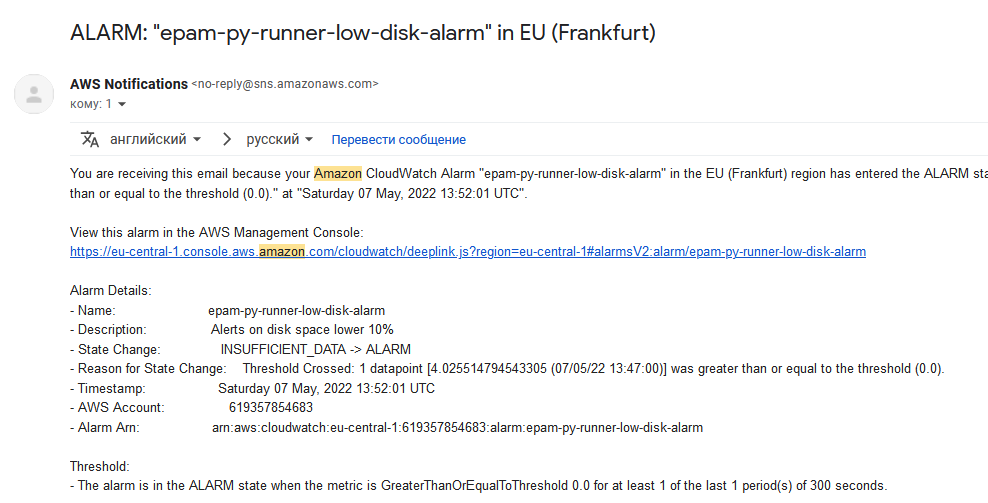 ALARM: "epam-py-runner-low-disk-alarm" in EU (Frankfurt)
AWS Notifications <no-reply@sns.amazonaws.com>
кому: 1
английский > русский Перевести сообщение
You are receiving this email because your Amazon CloudWatch Alarm "epam-py-runner-low-disk-alarm" in the EU (Frankfurt) region has entered the ALARM sta
than or equal to the threshold (0.0)." at "Saturday 07 May, 2022 13:52:01 UTC".
View this alarm in the AWS Management Console:
https://eu-central-1.console.aws.amazon.com/cloudwatch/deeplink.js?region=eu-central-1#alarmsV2:alarm/epam-py-runner-low-disk-alarm
Alarm Details:
- Name: epam-py-runner-low-disk-alarm
- Description: Alerts on disk space lower 10%
- State Change: INSUFFICIENT_DATA -> ALARM
- Reason for State Change: Threshold Crossed: 1 datapoint [4.025514794543305 (07/05/22 13:47:00)] was greater than or equal to the threshold (0.0).
- Timestamp: Saturday 07 May, 2022 13:52:01 UTC
- AWS Account: 619357854683
- Alarm Arn: arn:aws:cloudwatch:eu-central-1:619357854683:alarm:epam-py-runner-low-disk-alarm
Threshold:
- The alarm is in the ALARM state when the metric is GreaterThanOrEqualToThreshold 0.0 for at least 1 of the last 1 period(s) of 300 seconds.